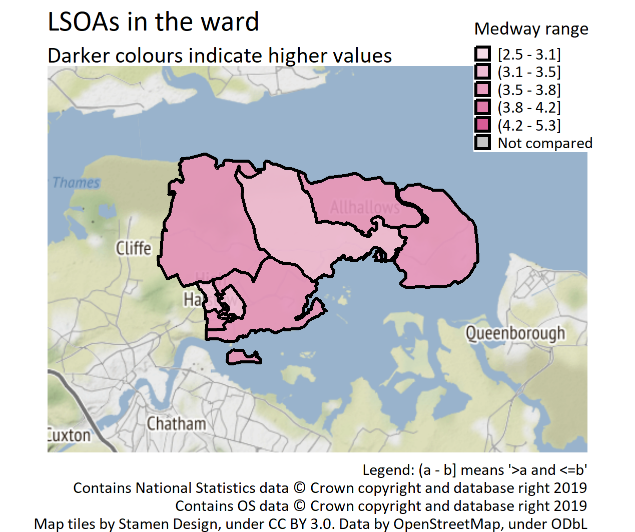 LSOAs in the ward
Darker colours indicate higher values
Medway range
[2.5 - 3.1]
(3.1 - 3.5]
(3.5 - 3.8]
(3.8 - 4.2]
(4.2 - 5.3]
Not compared
Thames
Allhallows
Cliffe
Queenborough
Chatham
Legend: (a - b] means '>a and <=b'
Contains National Statistics data © Crown copyright and database right 2019
Contains OS data © Crown copyright and database right 2019
Map tiles by Stamen Design, under CC BY 3.0. Data by OpenStreetMap, under ODbL